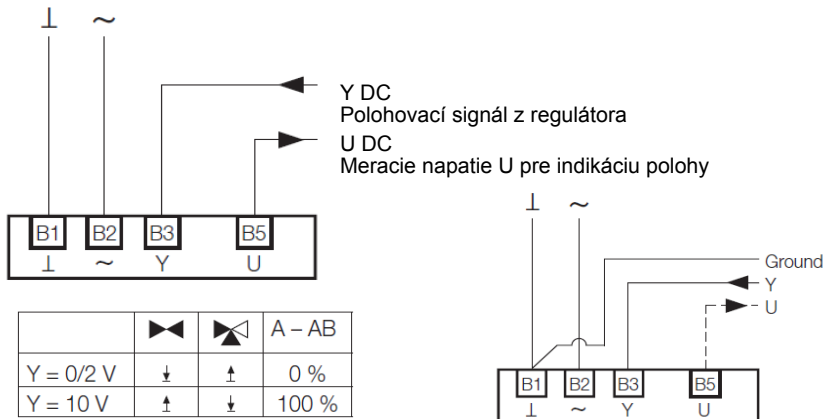 ⊥ ~
Y DC
Polohovací signál z regulátora
U DC
Meracie napatie U pre indikáciu polohy
B1 B2 B3 B5
⊥ ~ Y U
A – AB
Y = 0/2 V 0 %
Y = 10 V 100 %
⊥ ~
Ground
Y
U
B1 B2 B3 B5
⊥ ~ Y U